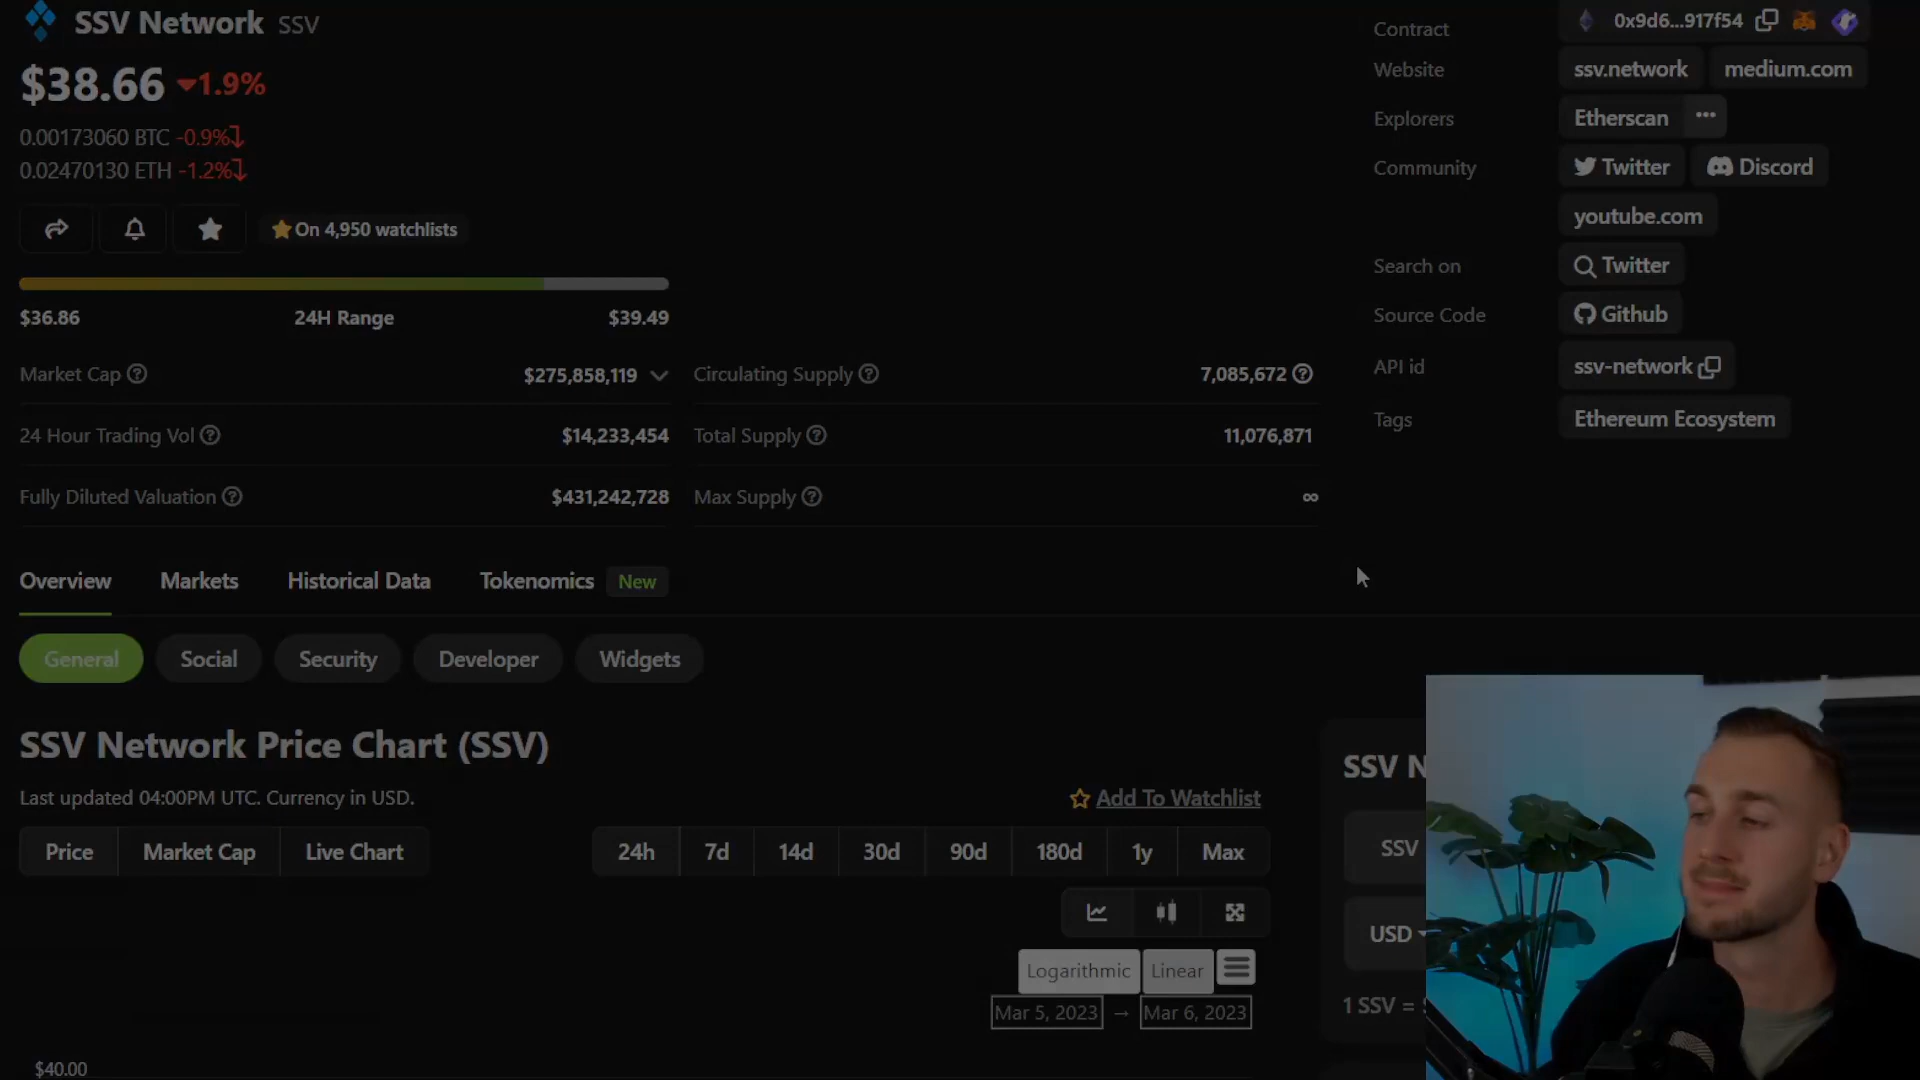 SSV Network SSV
$38.66 1.9%
0.00173060 BTC -0.9%
0.02470130 ETH -1.2%
On 4,950 watchlists
$36.86 24H Range $39.49
Market Cap $275,858,119
Circulating Supply 7,085,672
24 Hour Trading Vol $14,233,454
Total Supply 11,076,871
Fully Diluted Valuation $431,242,728
Max Supply ∞
Contract 0x9d6...917f54
Website ssv.network medium.com
Explorers Etherscan ...
Community Twitter Discord
youtube.com
Search on Twitter
Source Code Github
API id ssv-network
Tags Ethereum Ecosystem
Overview Markets Historical Data Tokenomics New
General Social Security Developer Widgets
SSV Network Price Chart (SSV)
Last updated 04:00PM UTC. Currency in USD.
Add To Watchlist
Price Market Cap Live Chart
24h 7d 14d 30d 90d 180d 1y Max
Logarithmic Linear
Mar 5, 2023 → Mar 6, 2023
$40.00
SSV N
SSV
USD
1 SSV =